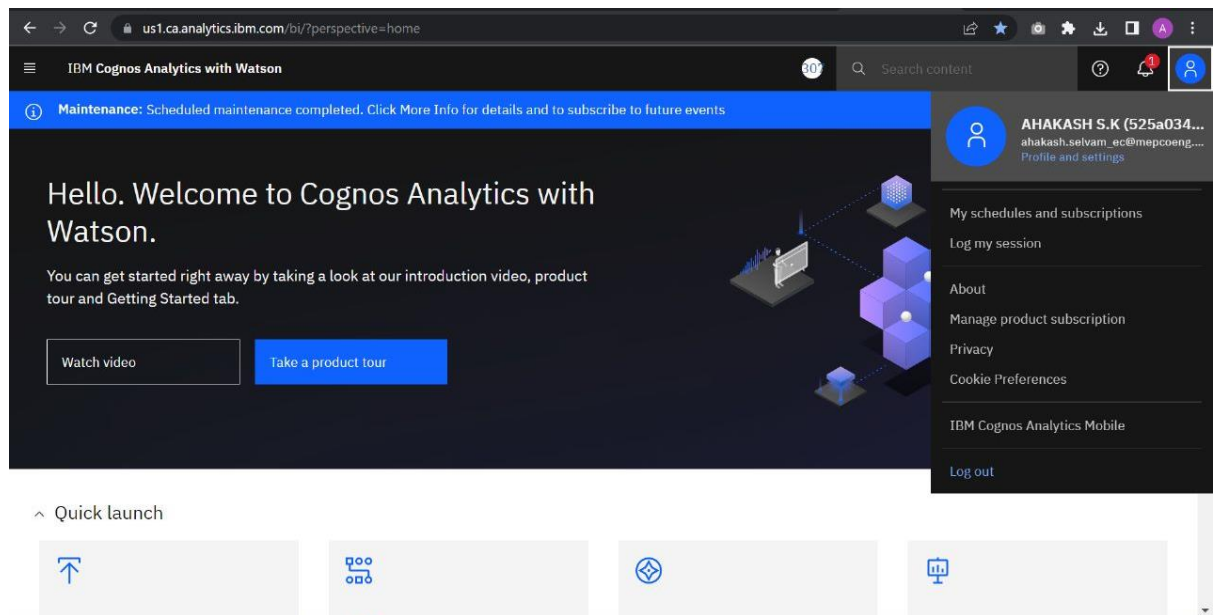 us1.ca.analytics.ibm.com/bi/?perspective=home
A
IBM Cognos Analytics with Watson
Search content
1
Maintenance: Scheduled maintenance completed. Click More Info for details and to subscribe to future events
AHAKASH S.K (525a034...
ahakash.selvam_ec@mepcoeng....
Profile and settings
Hello. Welcome to Cognos Analytics with
Watson.
You can get started right away by taking a look at our introduction video, product
tour and Getting Started tab.
Watch video
Take a product tour
My schedules and subscriptions
Log my session
About
Manage product subscription
Privacy
Cookie Preferences
IBM Cognos Analytics Mobile
Log out
Quick launch